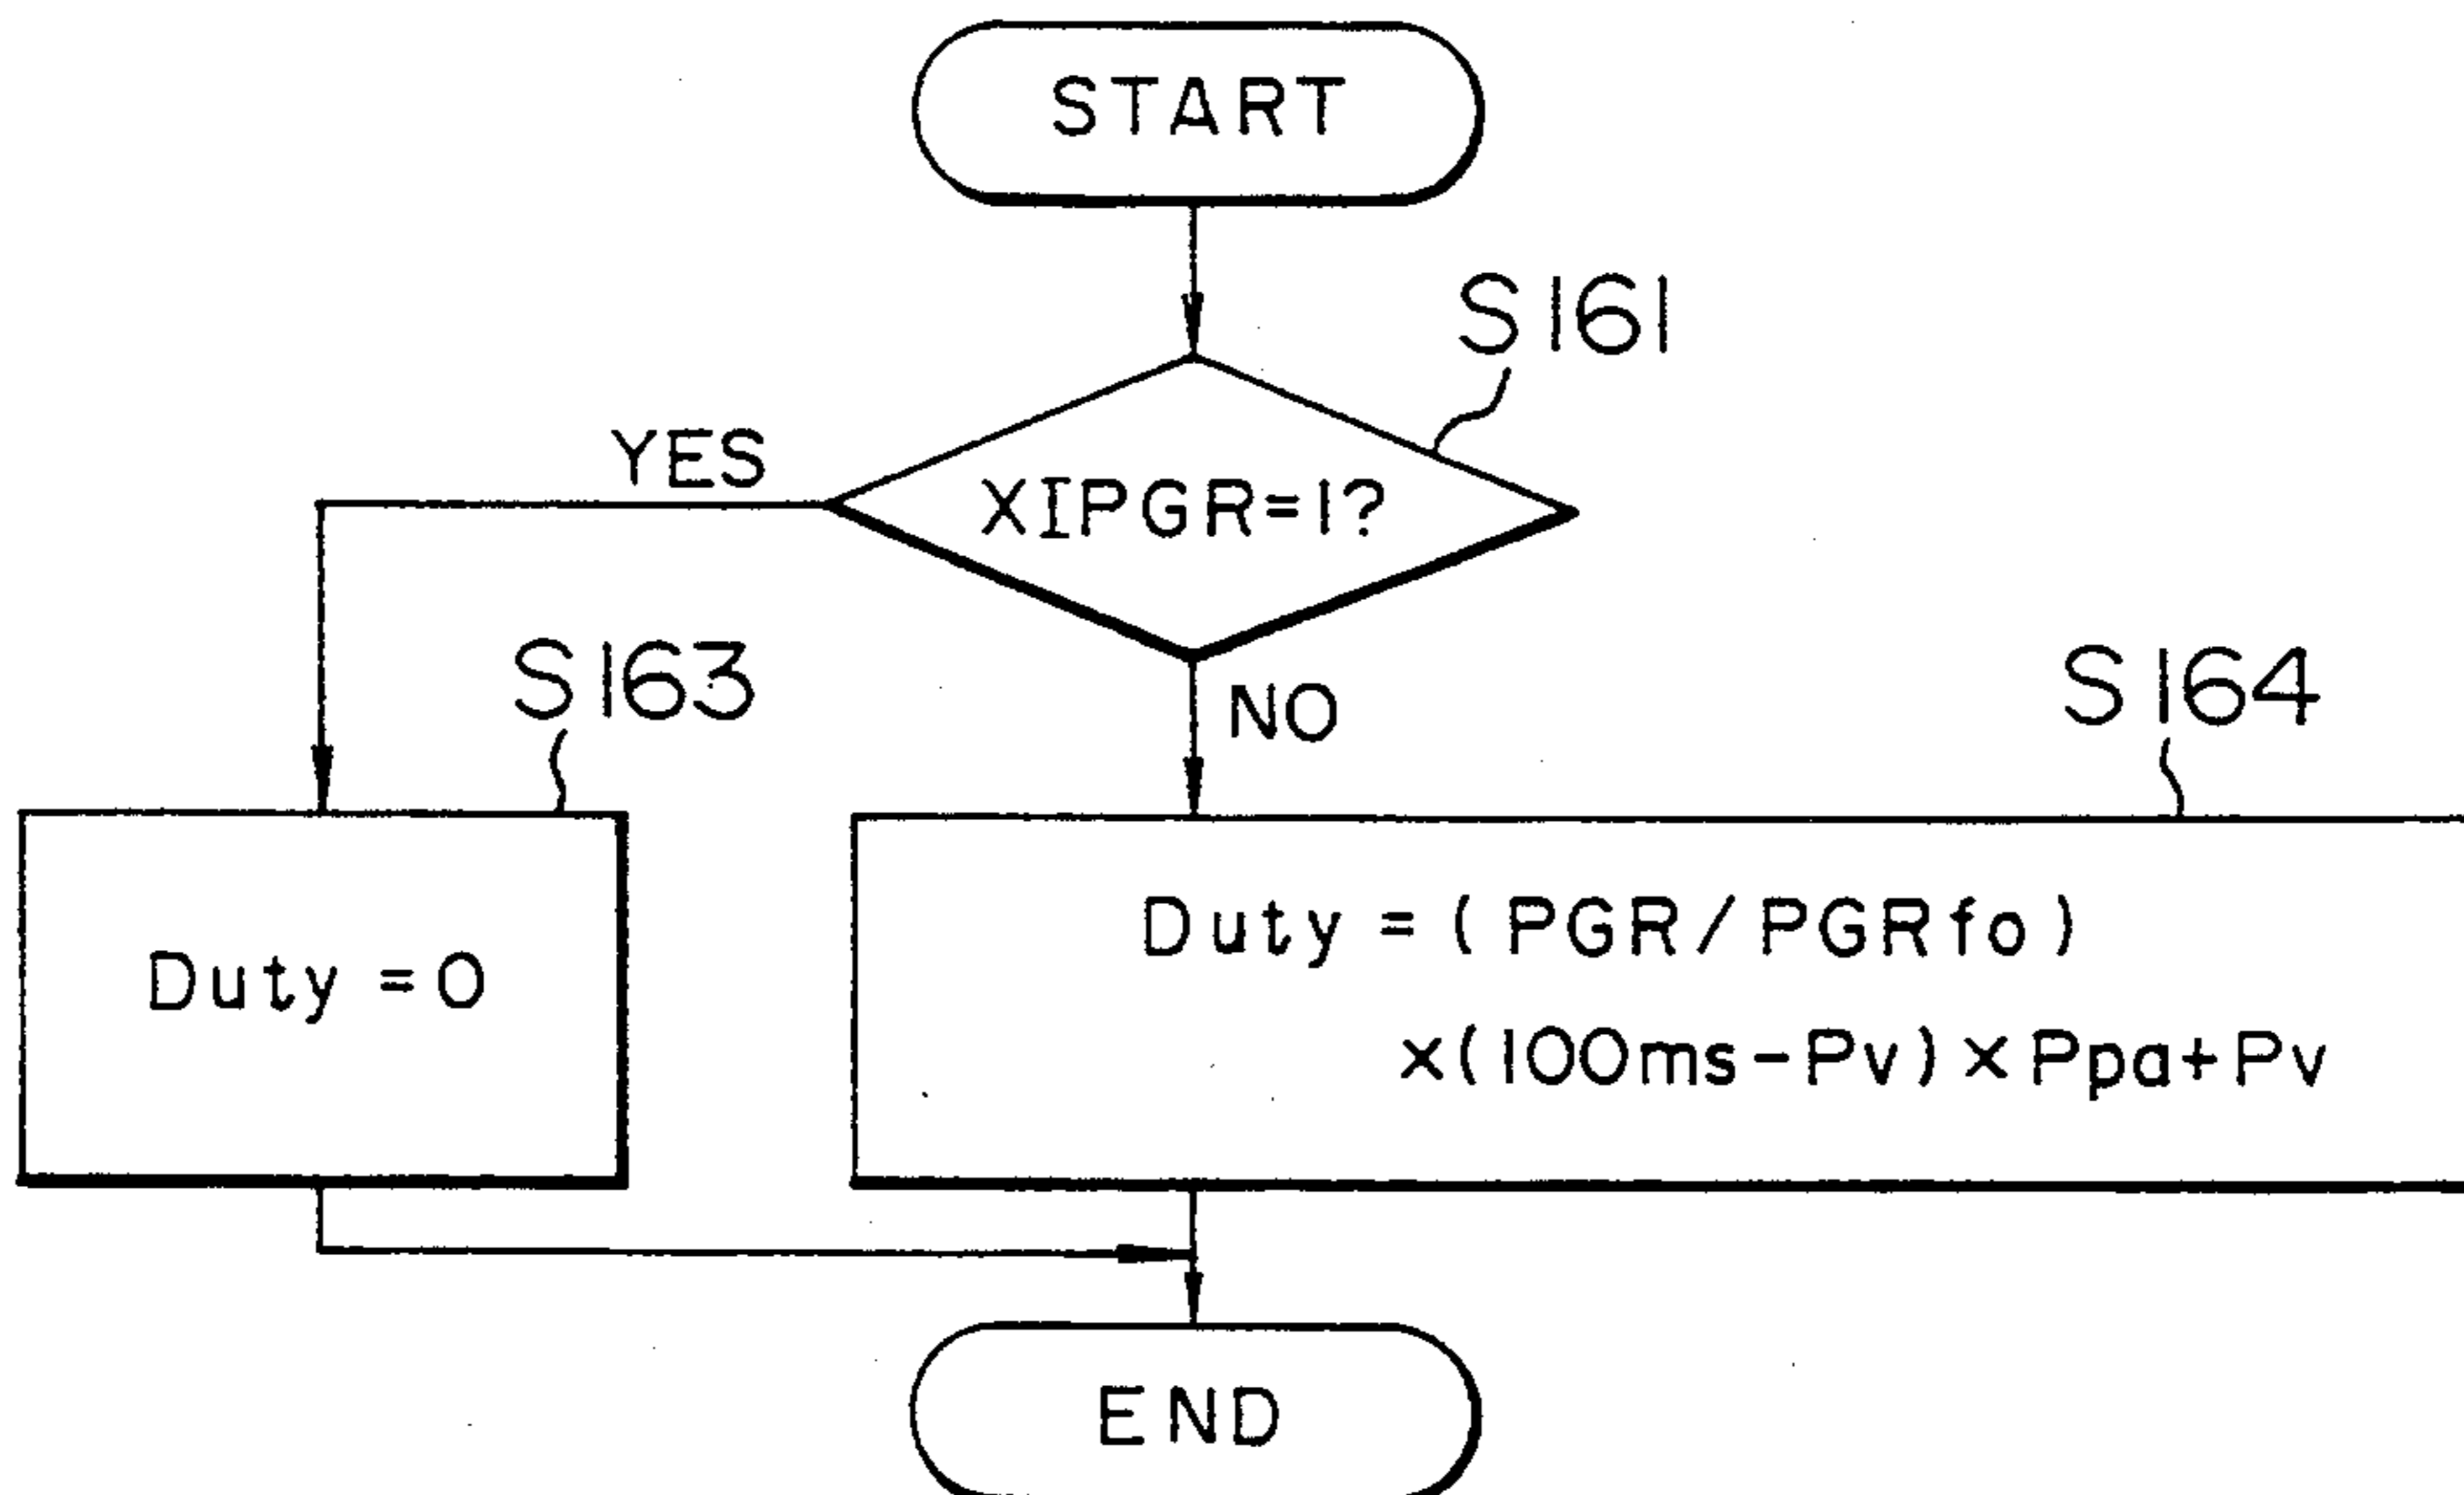 START
S161
YES
XIPGR=1?
S163
NO
S164
Duty = (PGR/PGRfo)
×(100ms-Pv)×Ppa+Pv
Duty =0
END